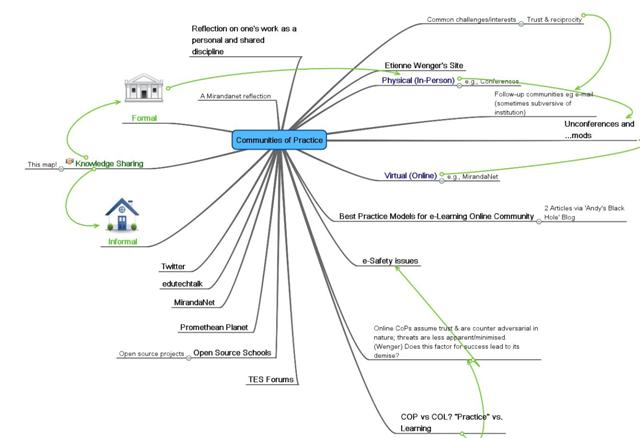 Reflection on one's work as a
personal and shared
discipline
Common challenges/interests
Trust & reciprocity
Etienne Wenger's Site
Physical (In-Person)
e.g., Conferences
A Mirandanet reflection
Follow-up communities eg e-mail
(sometimes subversive of
institution)
Formal
Unconferences and
...mods
Communities of Practice
This map!
Knowledge Sharing
Virtual (Online)
e.g., MirandaNet
Best Practice Models for e-Learning Online Community
2 Articles via 'Andy's Black
Hole' Blog
Informal
e-Safety issues
Twitter
edutechtalk
MirandaNet
Promethean Planet
Online CoPs assume trust & are counter adversarial in
nature; threats are less apparent/minimised.
(Wenger) Does this factor for success lead to its
demise?
Open source projects
Open Source Schools
TES Forums
COP vs COL? "Practice" vs.
Learning